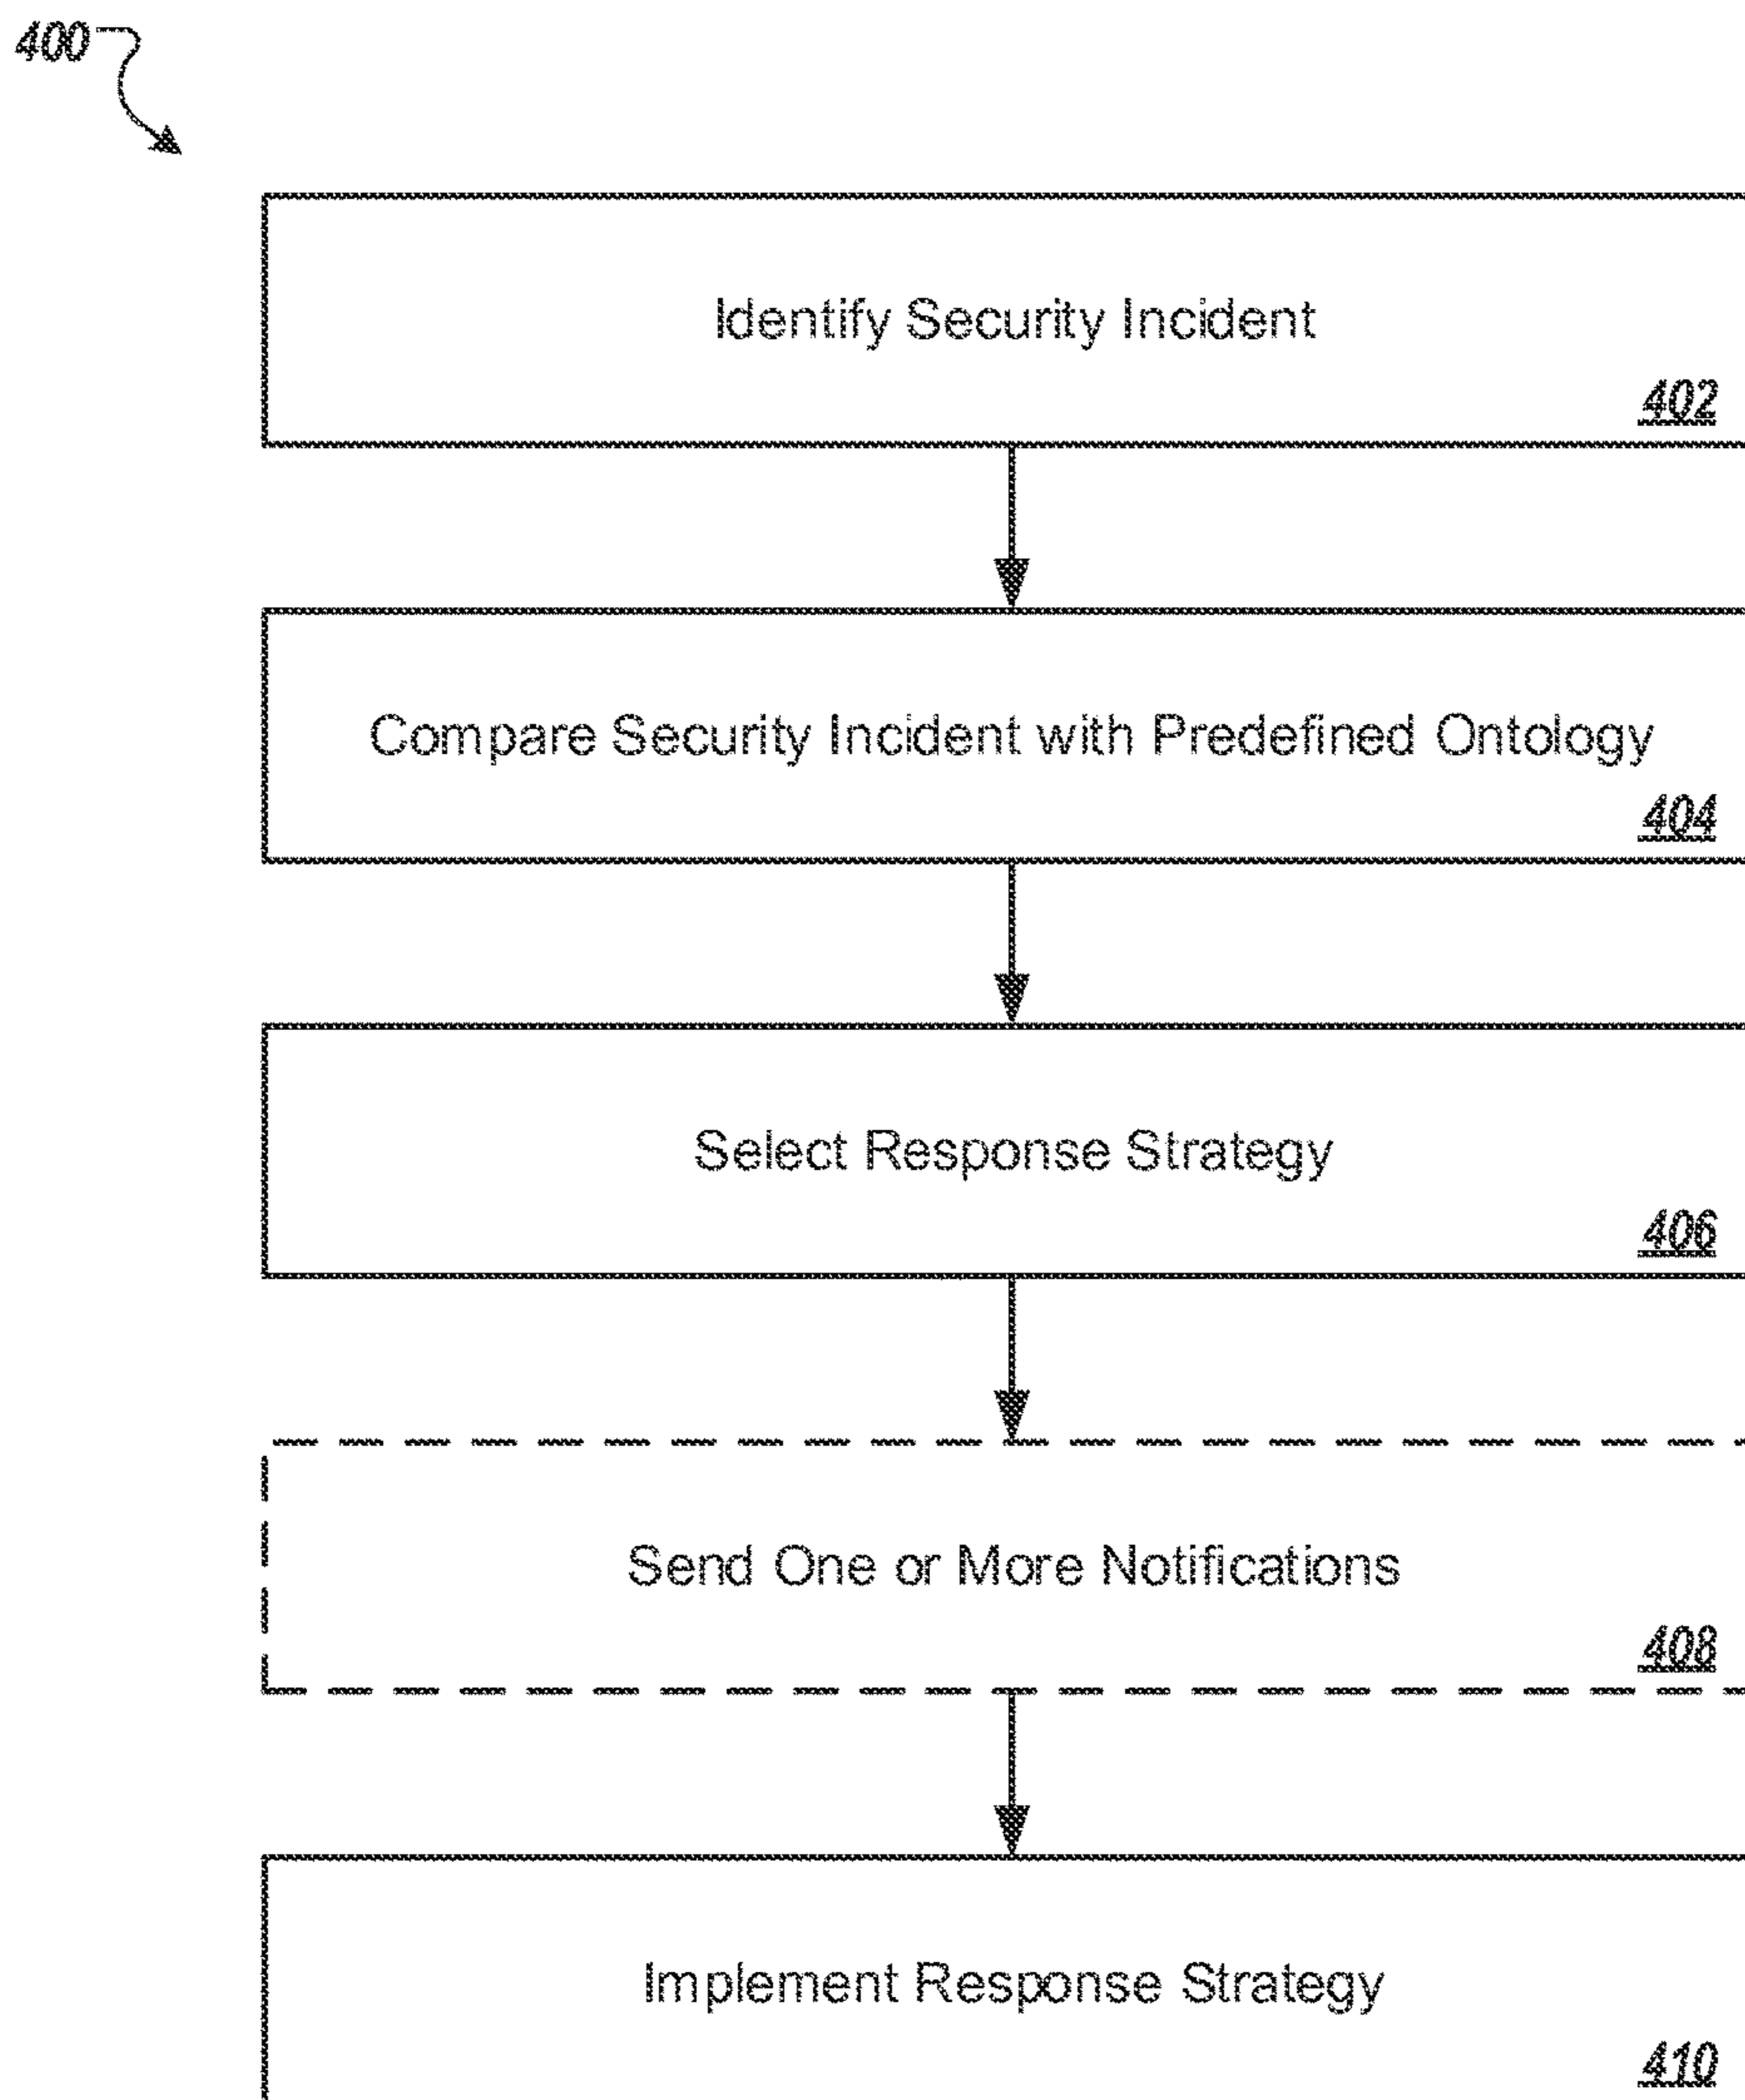 400
Identify Security Incident
402
Compare Security Incident with Predefined Ontology
404
Select Response Strategy
406
Send One or More Notifications
408
Implement Response Strategy
410